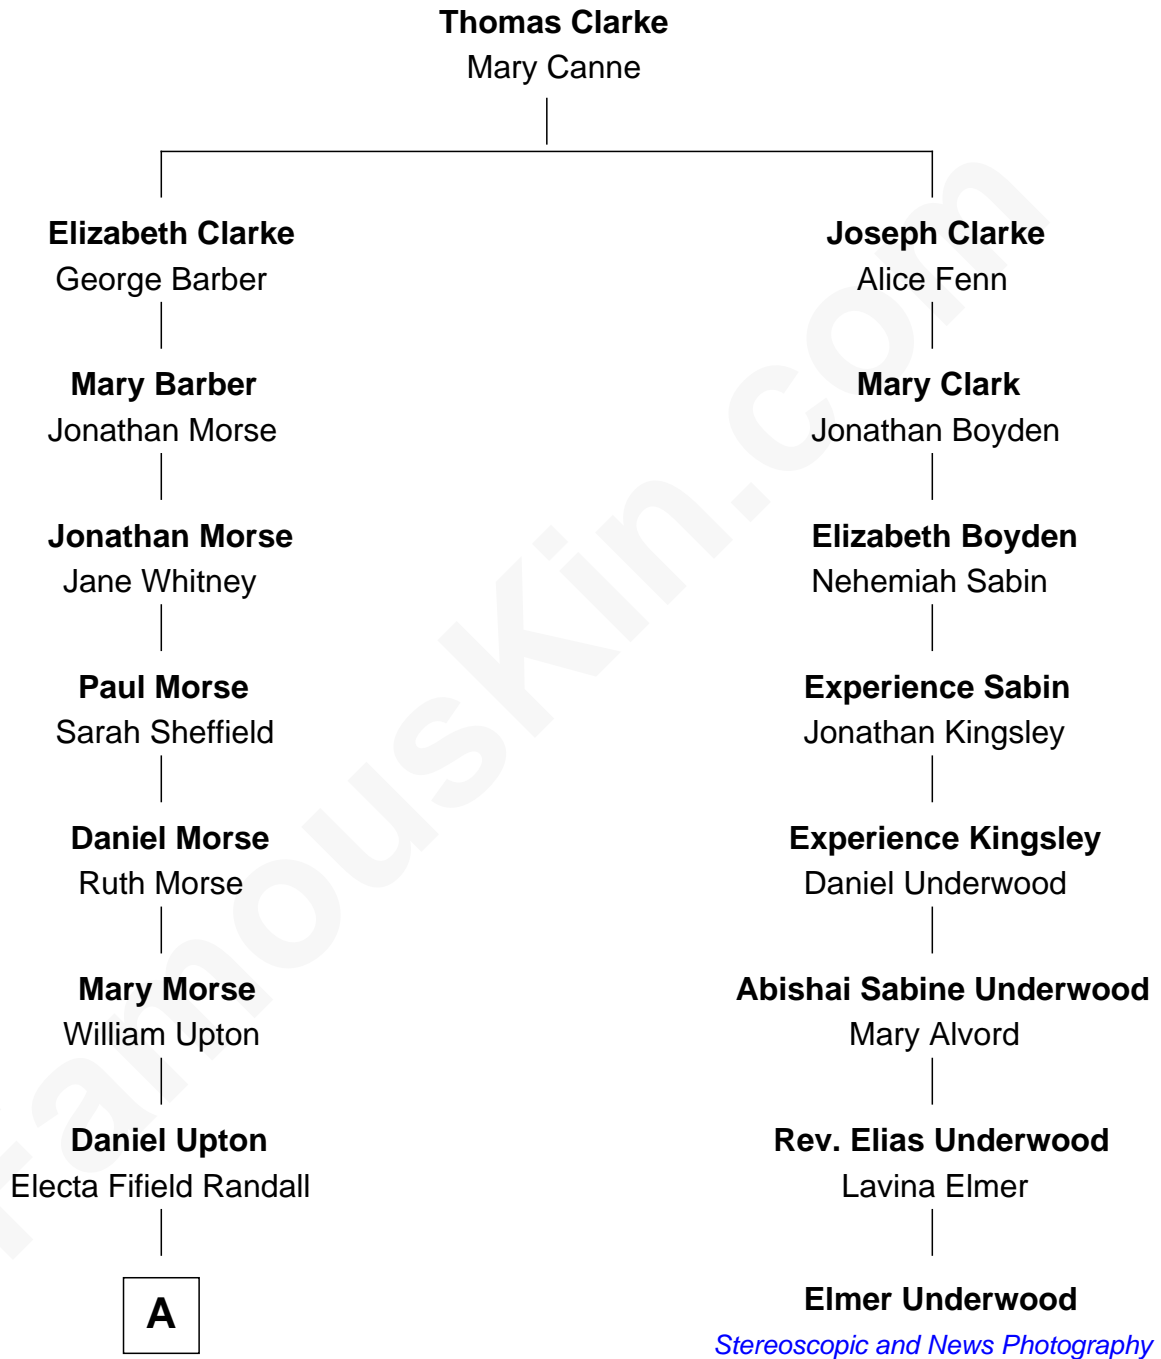 Thomas Clarke
Mary Canne
Elizabeth Clarke
George Barber
Joseph Clarke
Alice Fenn
Mary Barber
Jonathan Morse
Mary Clark
Jonathan Boyden
Jonathan Morse
Jane Whitney
Elizabeth Boyden
Nehemiah Sabin
Paul Morse
Sarah Sheffield
Experience Sabin
Jonathan Kingsley
Daniel Morse
Ruth Morse
Experience Kingsley
Daniel Underwood
Mary Morse
William Upton
Abishai Sabine Underwood
Mary Alvord
Daniel Upton
Electa Fifield Randall
Rev. Elias Underwood
Lavina Elmer
A
Elmer Underwood
Stereoscopic and News Photography
FamousKin.com